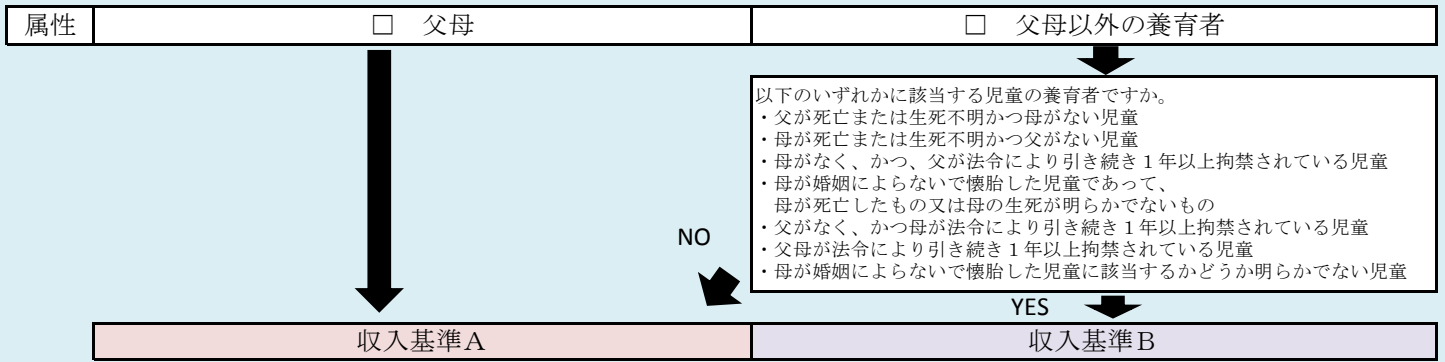 属性 □ 父母 □ 父母以外の養育者
以下のいずれかに該当する児童の養育者ですか。
・父が死亡または生死不明かつ母がない児童
・母が死亡または生死不明かつ父がない児童
・母がなく、かつ、父が法令により引き続き１年以上拘禁されている児童
・母が婚姻によらないで懐胎した児童であって、
母が死亡したもの又は母の生死が明らかでないもの
・父がなく、かつ母が法令により引き続き１年以上拘禁されている児童
・父母が法令により引き続き１年以上拘禁されている児童
・母が婚姻によらないで懐胎した児童に該当するかどうか明らかでない児童
NO
YES
収入基準Ａ 収入基準Ｂ